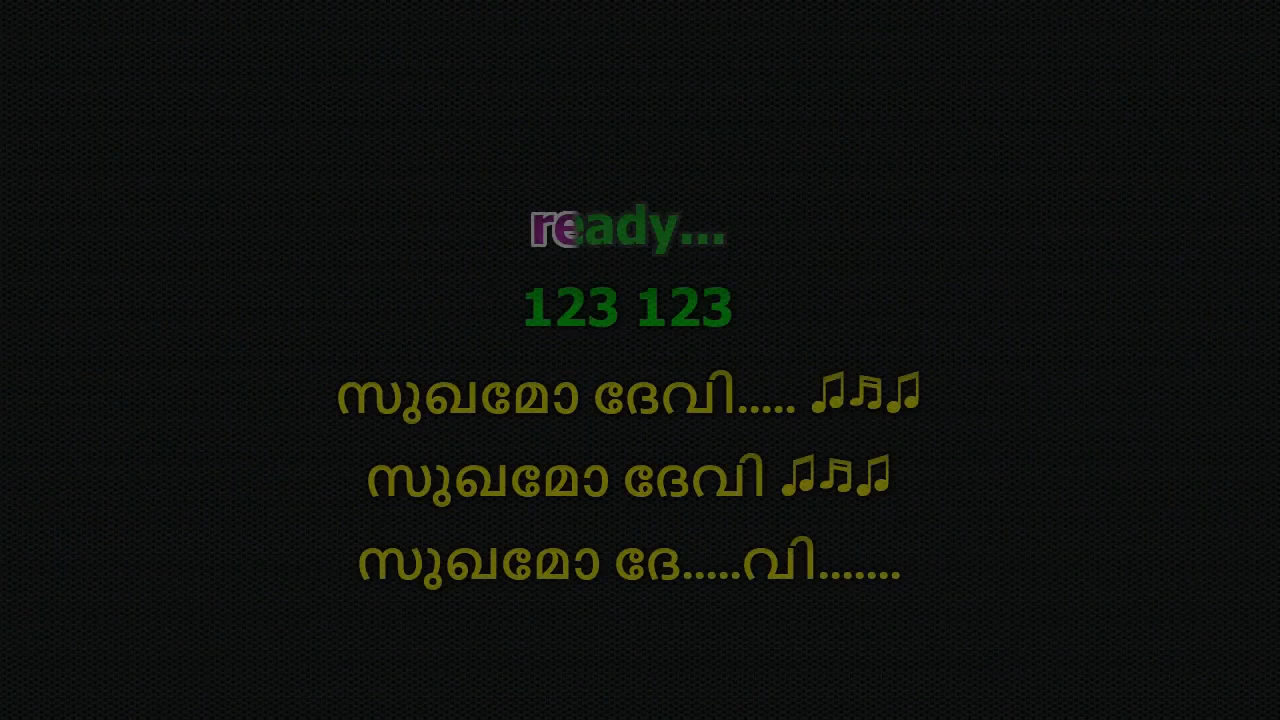 ready...
123 123
സുഖമോ ദേവി..... ♫♬♫
സുഖമോ ദേവി ♫♬♫
സുഖമോ ദേ.....വി.......